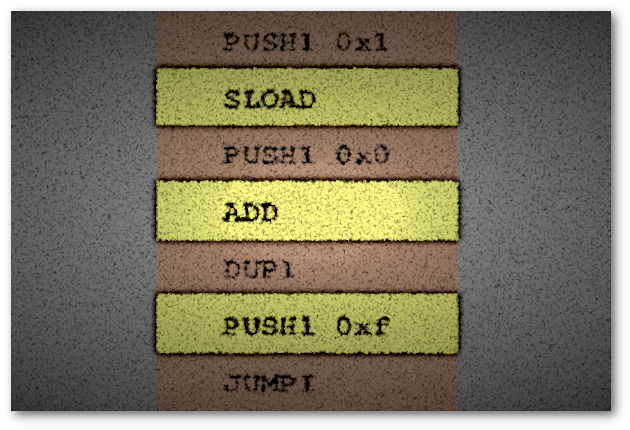 PUSH1 0x1
SLOAD
PUSH1 0x0
ADD
DUP1
PUSH1 0xf
JUMPI